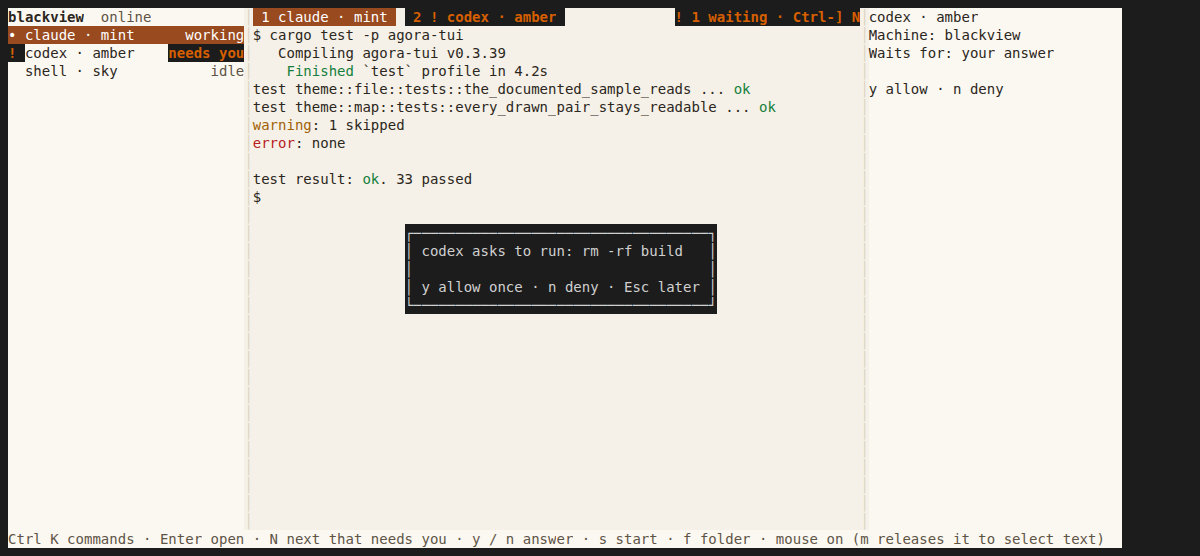 blackview online
• claude · mint working
! codex · amber needs you
shell · sky idle
1 claude · mint 2 ! codex · amber ! 1 waiting · Ctrl-] N
$ cargo test -p agora-tui
Compiling agora-tui v0.3.39
Finished `test` profile in 4.2s
test theme::file::tests::the_documented_sample_reads ... ok
test theme::map::tests::every_drawn_pair_stays_readable ... ok
warning: 1 skipped
error: none
test result: ok. 33 passed
$
codex asks to run: rm -rf build
y allow once · n deny · Esc later
codex · amber
Machine: blackview
Waits for: your answer
y allow · n deny
Ctrl K commands · Enter open · N next that needs you · y / n answer · s start · f folder · mouse on (m releases it to select text)